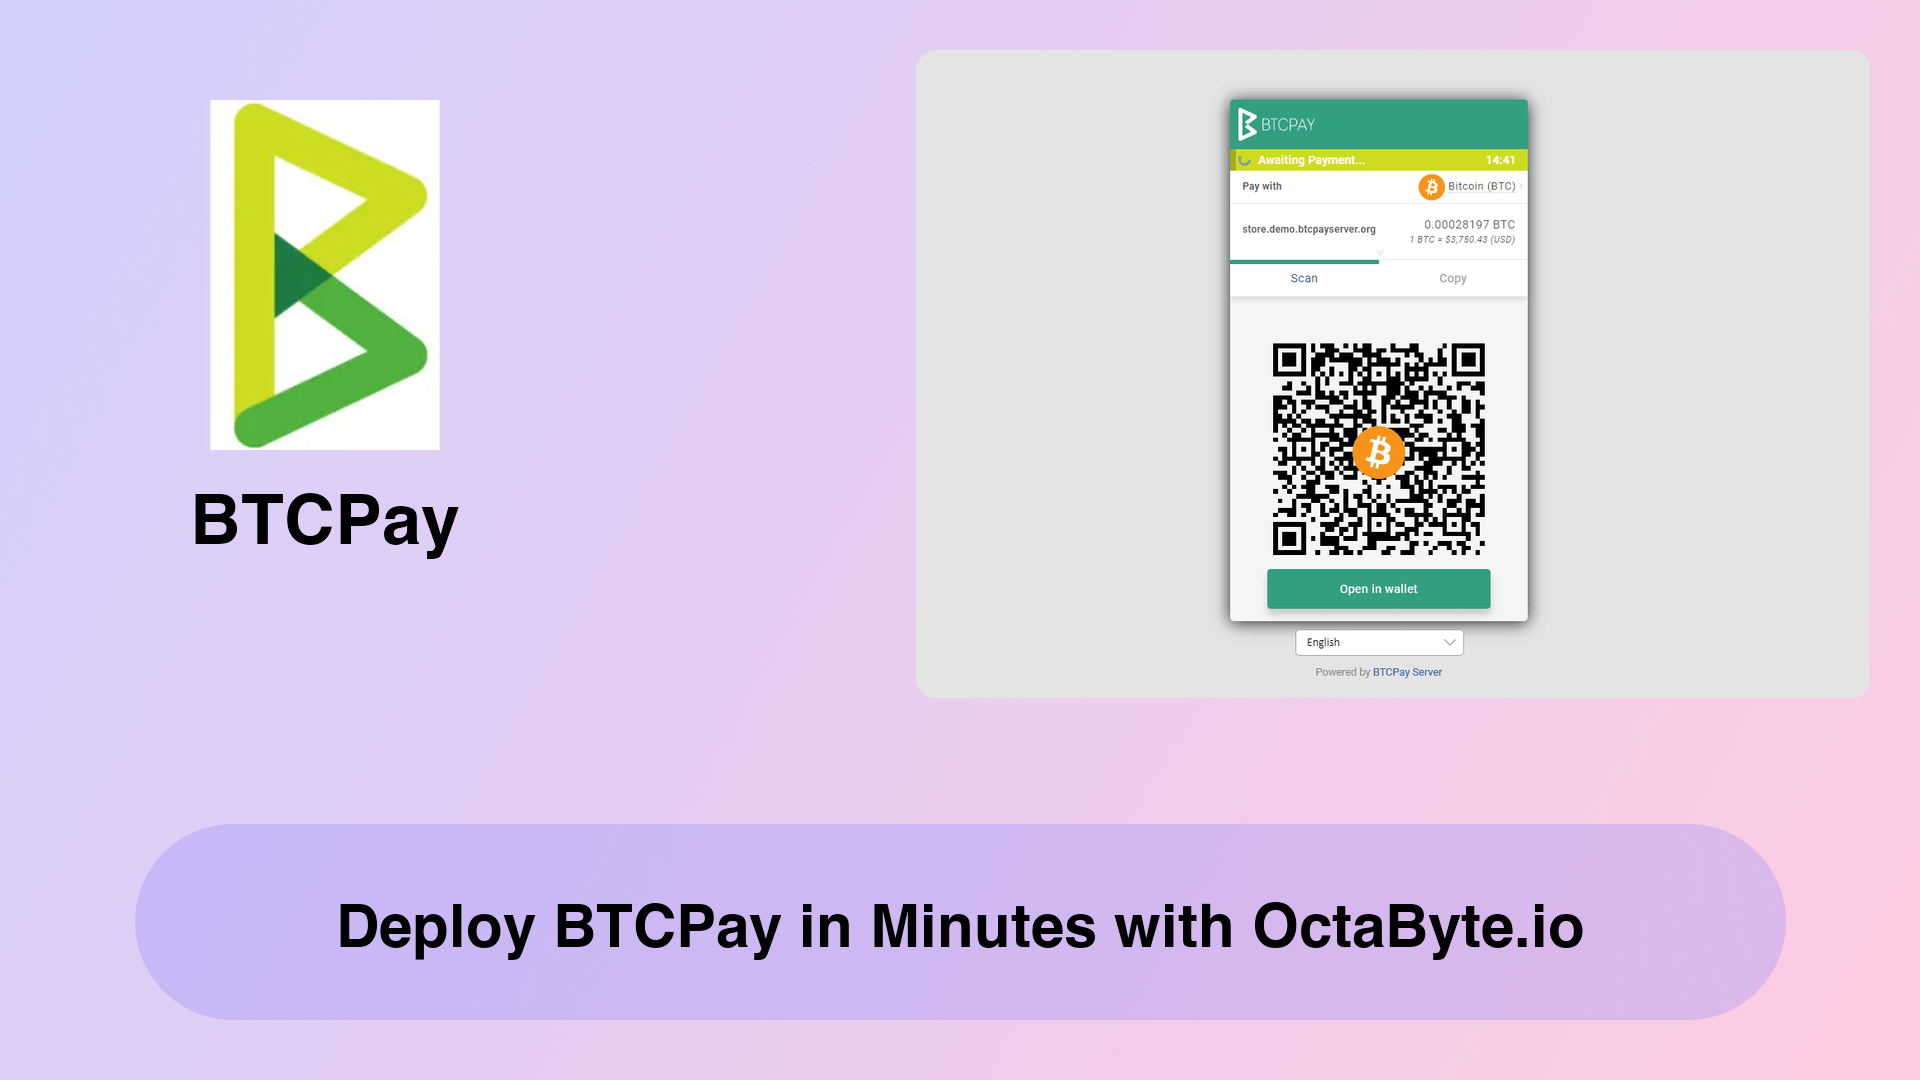 BTCPay
BTCPAY
Awaiting Payment... 14:41
Pay with Bitcoin (BTC)
store.demo.btcpayserver.org 0.00028197 BTC
1 BTC = $3,750.43 (USD)
Scan Copy
Open in wallet
English
Powered by BTCPay Server
Deploy BTCPay in Minutes with OctaByte.io